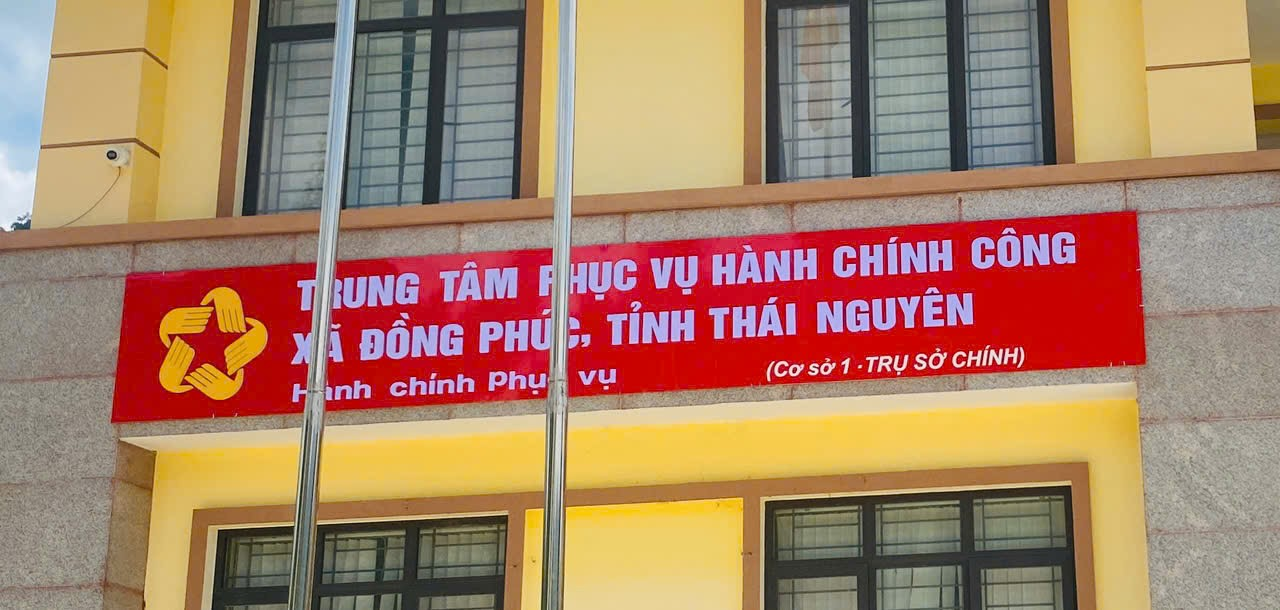 TRUNG TÂM PHỤC VỤ HÀNH CHÍNH CÔNG
XÃ ĐỒNG PHÚC, TỈNH THÁI NGUYÊN
Hành chính Phục vụ
(Cơ sở 1 - TRỤ SỞ CHÍNH)